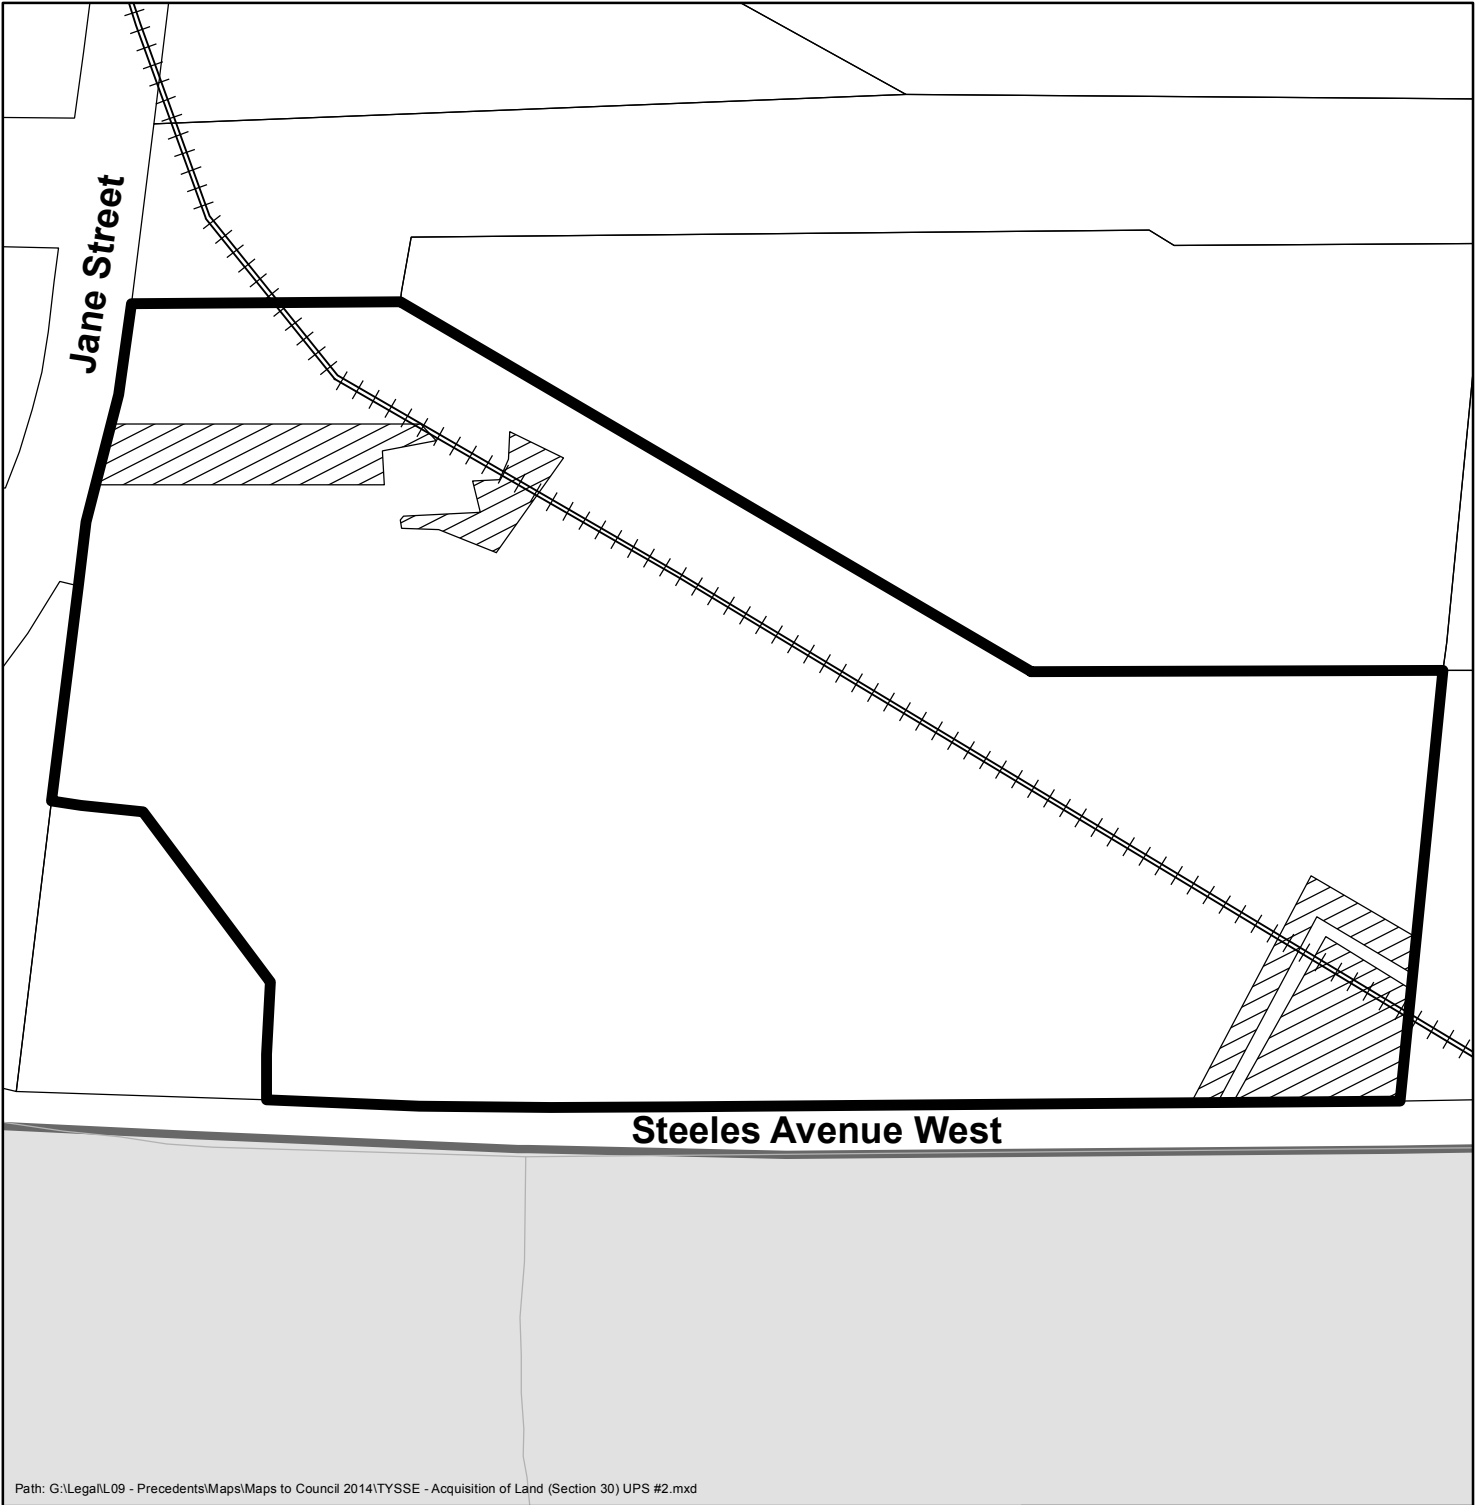 Jane Street
Steeles Avenue West
Path: G:\Legal\L09 - Precedents\Maps\Maps to Council 2014\TYSSE - Acquisition of Land (Section 30) UPS #2.mxd